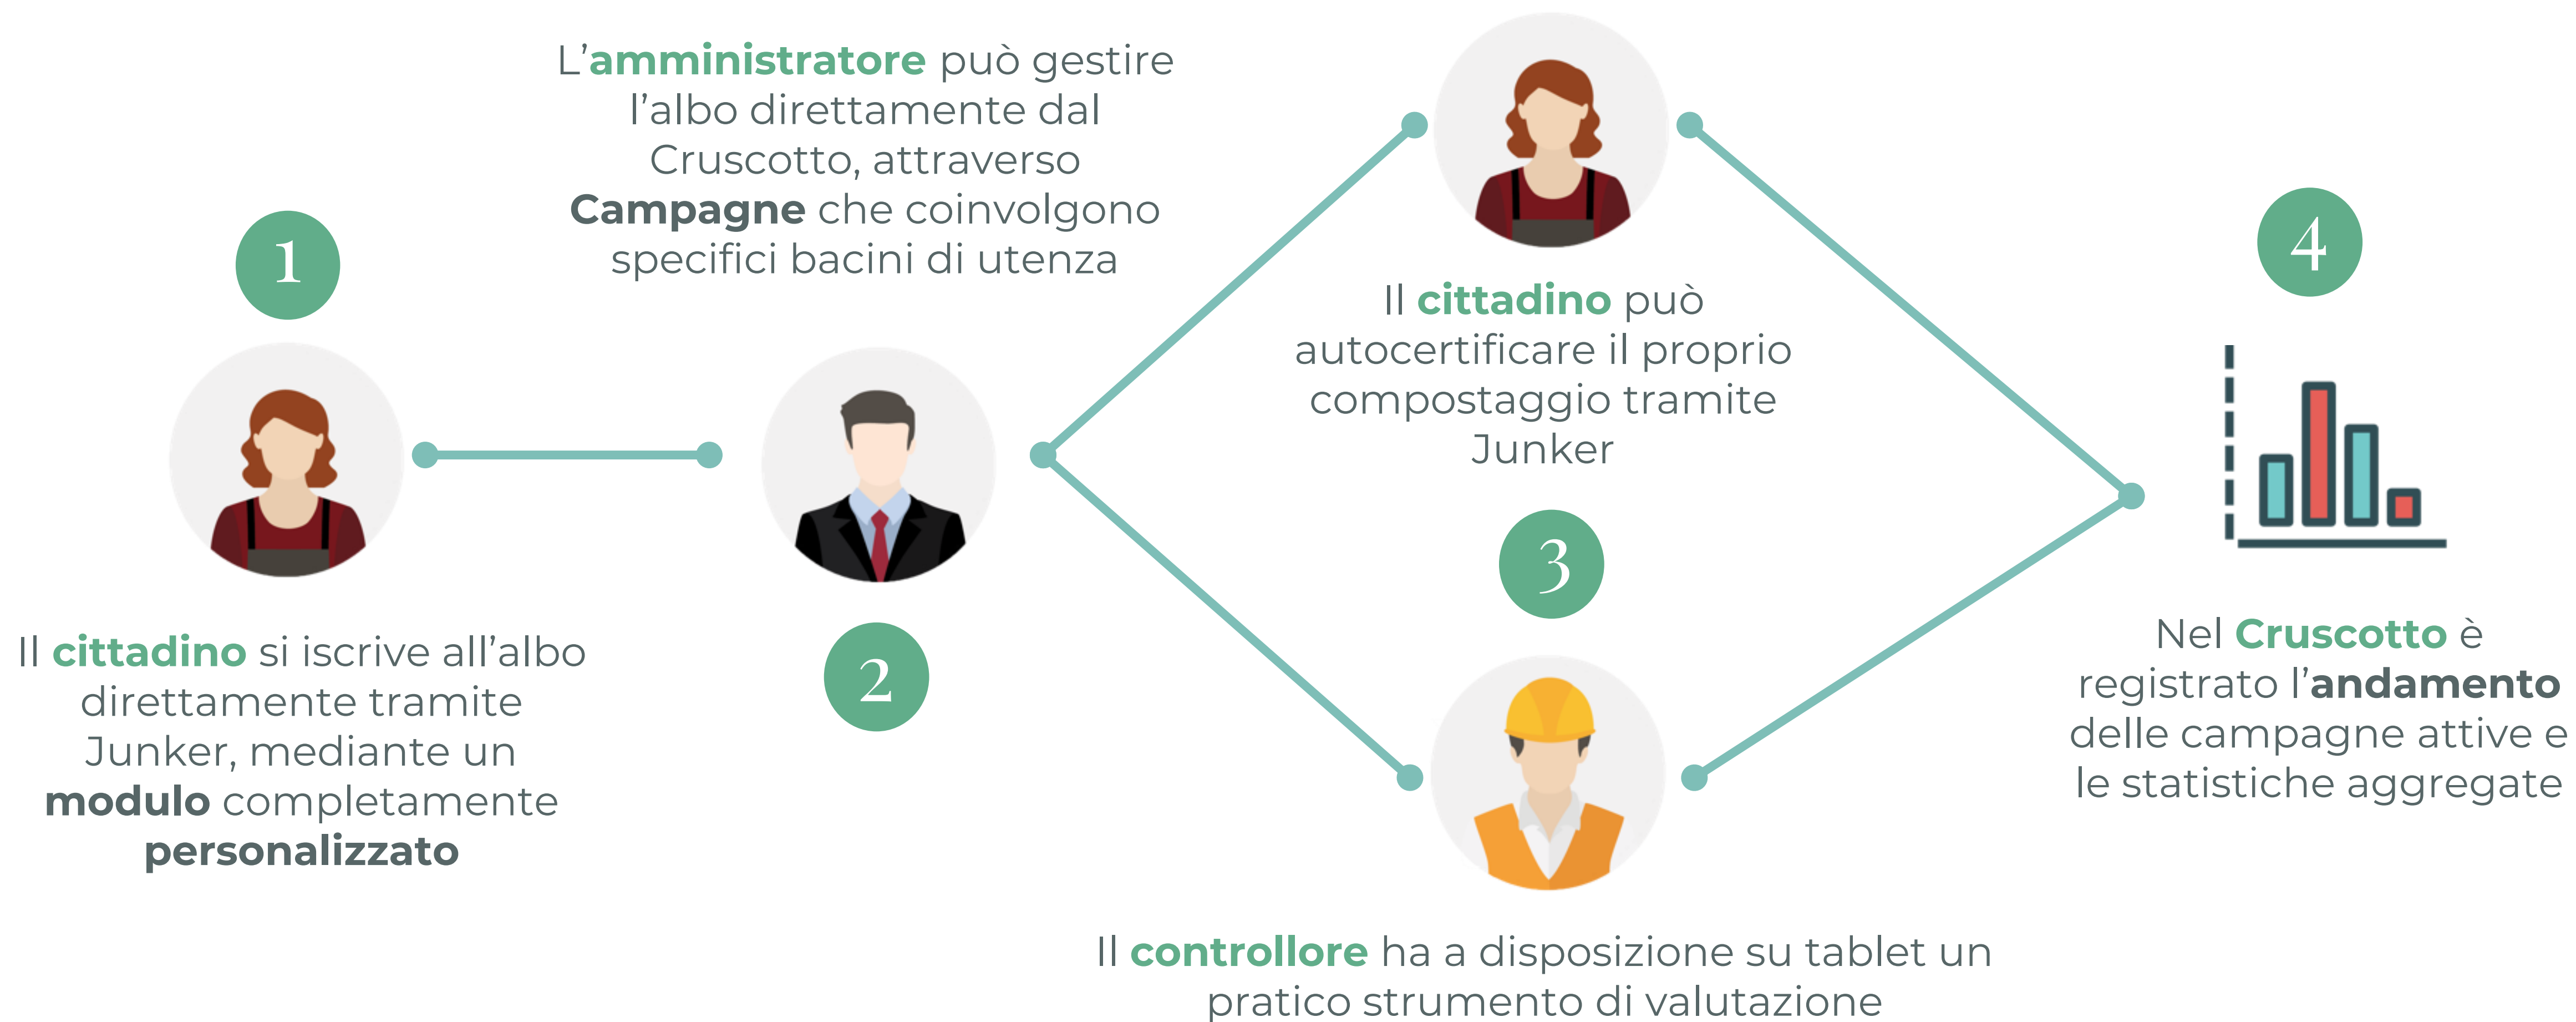 1
Il cittadino si iscrive all’albo
direttamente tramite
Junker, mediante un
modulo completamente
personalizzato
L’amministratore può gestire
l’albo direttamente dal
Cruscotto, attraverso
Campagne che coinvolgono
specifici bacini di utenza
2
Il cittadino può
autocertificare il proprio
compostaggio tramite
Junker
3
Il controllore ha a disposizione su tablet un
pratico strumento di valutazione
4
Nel Cruscotto è
registrato l’andamento
delle campagne attive e
le statistiche aggregate